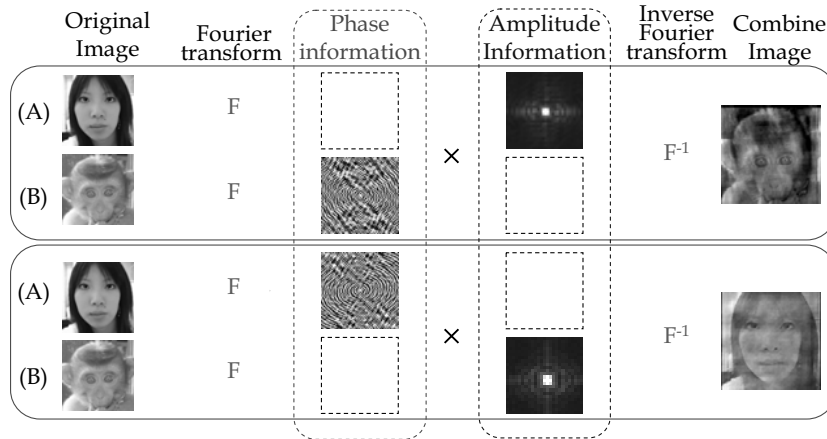 Original Image
Fourier transform
Phase information
Amplitude Information
Inverse Fourier transform
Combine Image
(A)
F
(B)
F
×
F-1
(A)
F
(B)
F
×
F-1